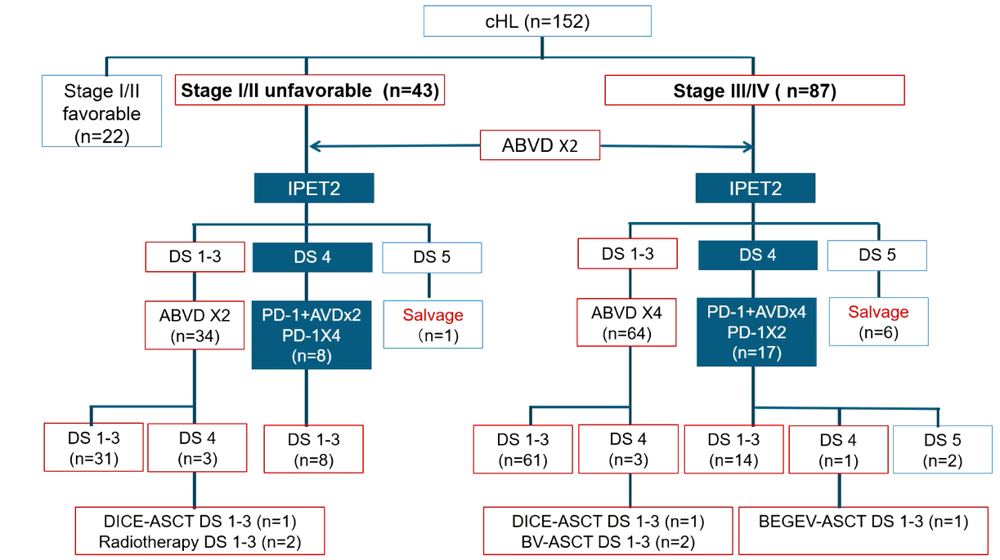 cHL (n=152)
Stage I/II
favorable
(n=22)
Stage I/II unfavorable (n=43)
Stage III/IV ( n=87)
ABVD X2
IPET2
IPET2
DS 1-3
DS 4
DS 5
DS 1-3
DS 4
DS 5
ABVD X2
(n=34)
PD-1+AVDx2
PD-1X4
(n=8)
Salvage
（n=1)
ABVD X4
(n=64)
PD-1+AVDx4
PD-1X2
(n=17)
Salvage
(n=6)
DS 1-3
(n=31)
DS 4
(n=3)
DS 1-3
(n=8)
DS 1-3
(n=61)
DS 4
(n=3)
DS 1-3
(n=14)
DS 4
(n=1)
DS 5
(n=2)
DICE-ASCT DS 1-3 (n=1)
Radiotherapy DS 1-3 (n=2)
DICE-ASCT DS 1-3 (n=1)
BV-ASCT DS 1-3 (n=2)
BEGEV-ASCT DS 1-3 (n=1)